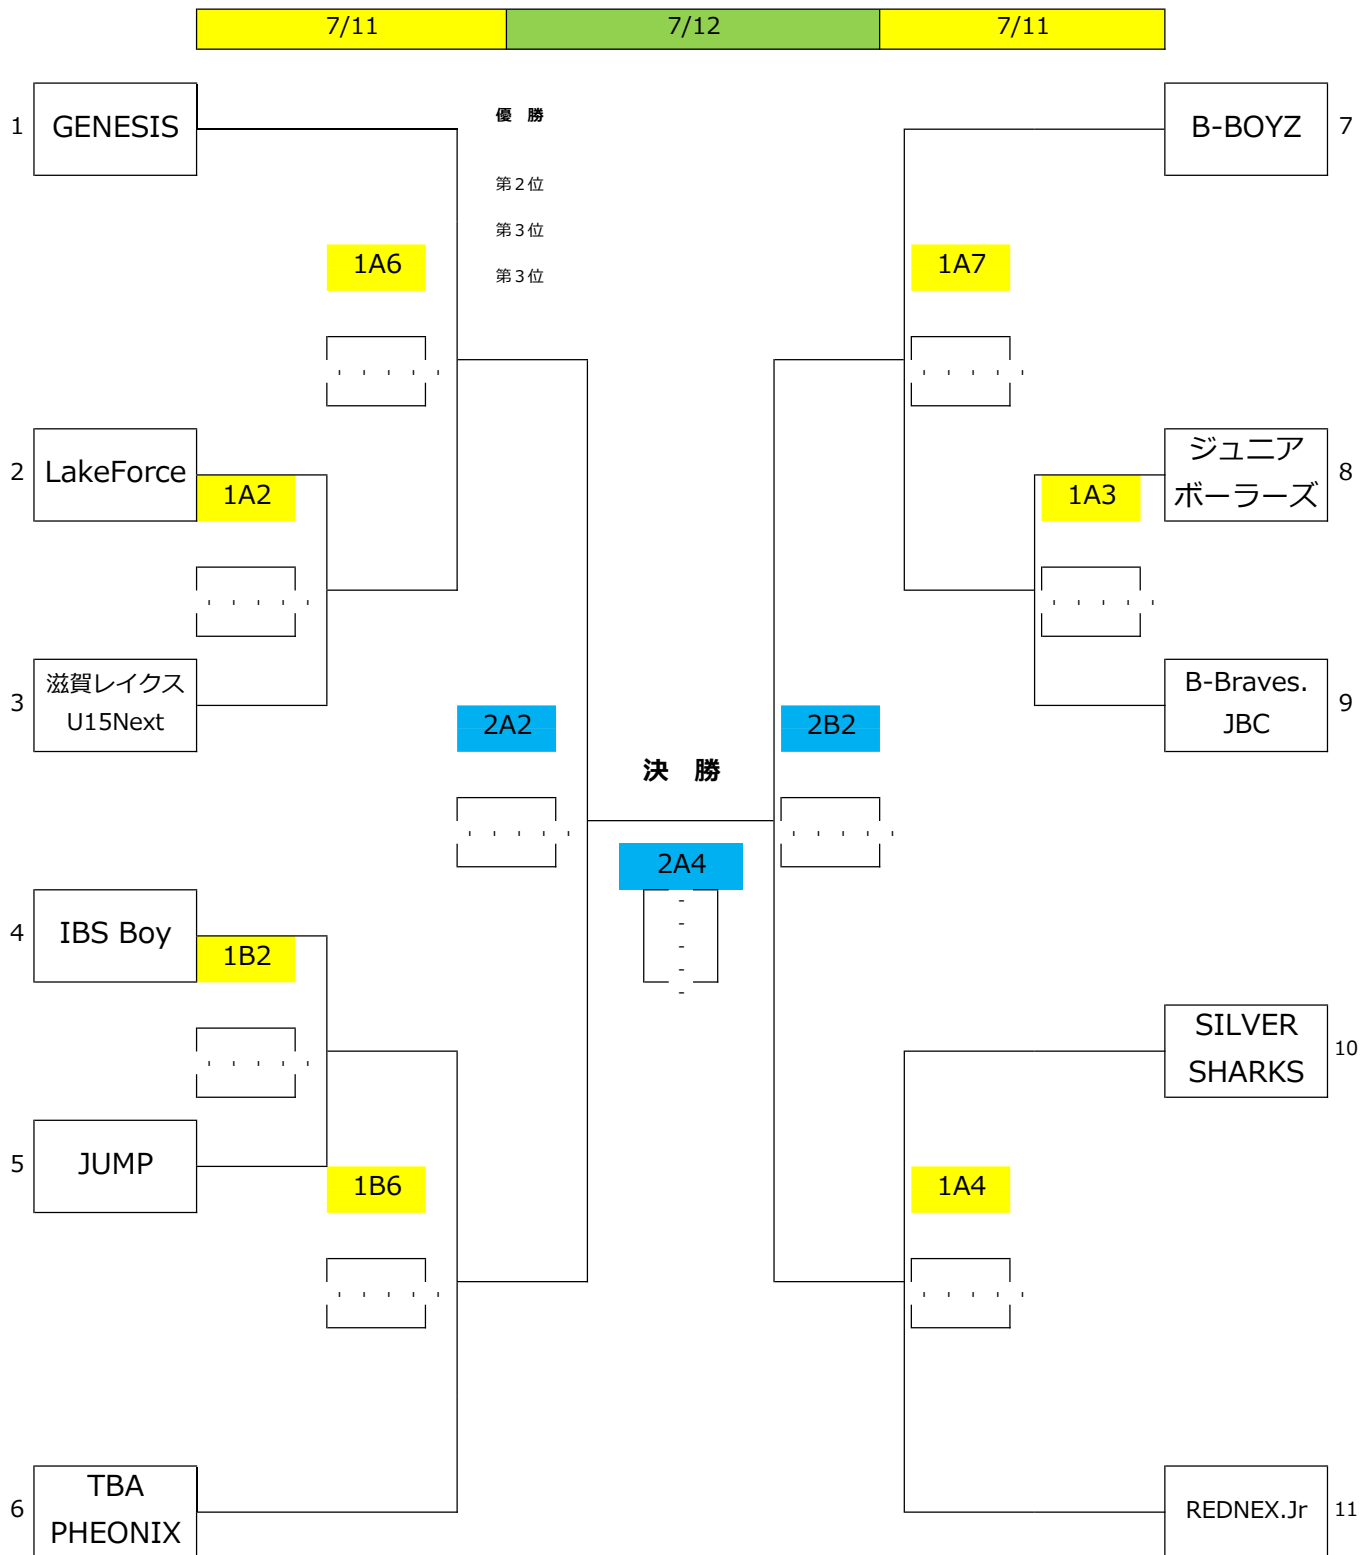 7/11 7/12 7/11
1 GENESIS
優 勝
B-BOYZ 7
第2位
第3位
1A6
1A7
第3位
2 LakeForce
1A2
ジュニア
ボーラーズ
8
1A3
3
滋賀レイクス
U15Next
B-Braves.
JBC
9
2A2
2B2
決 勝
2A4
4 IBS Boy
1B2
SILVER
SHARKS
10
5 JUMP
1B6
1A4
6
TBA
PHEONIX
REDNEX.Jr 11